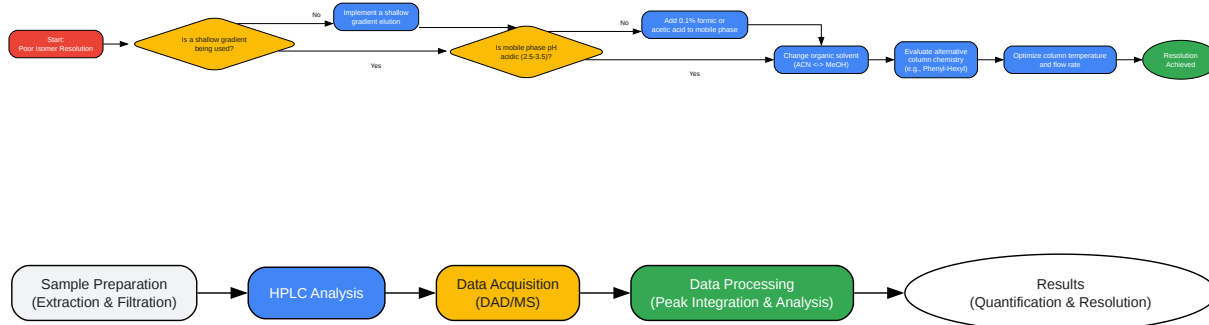 Start:
Poor Isomer Resolution
Is a shallow gradient
being used?
No
Implement a shallow
gradient elution
Yes
Is mobile phase pH
acidic (2.5-3.5)?
No
Add 0.1% formic or
acetic acid to mobile phase
Yes
Change organic solvent
(ACN <-> MeOH)
Evaluate alternative
column chemistry
(e.g., Phenyl-Hexyl)
Optimize column temperature
and flow rate
Resolution
Achieved
Sample Preparation
(Extraction & Filtration)
HPLC Analysis
Data Acquisition
(DAD/MS)
Data Processing
(Peak Integration & Analysis)
Results
(Quantification & Resolution)